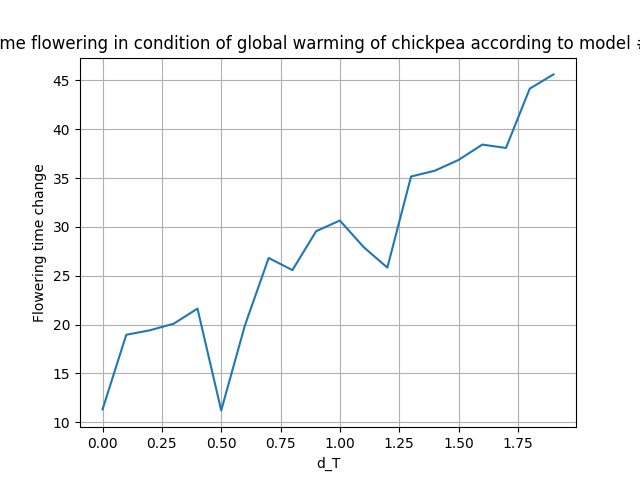 me flowering in condition of global warming of chickpea according to model #
45
40
35
30
25
20
15
10
Flowering time change
0.00 0.25 0.50 0.75 1.00 1.25 1.50 1.75
d_T